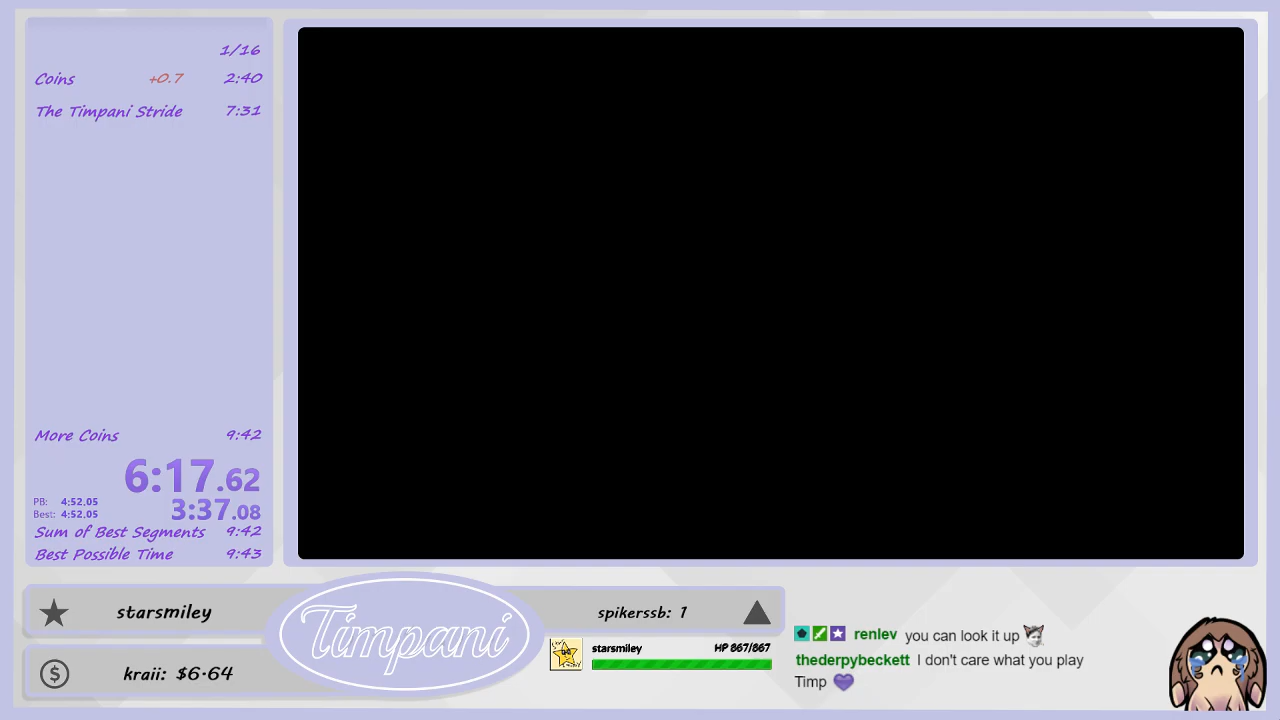 1/16
Coins +0.7 2:40
The Timpani Stride 7:31
More Coins 9:42
6:17.62
PB: 4:52.05
Best: 4:52.05
3:37.08
Sum of Best Segments 9:42
Best Possible Time 9:43
starsmiley
kraii: $6.64
Timpani
spikerssb: 1
starsmiley HP 867/867
renlev you can look it up
thederpybeckett I don't care what you play
Timp